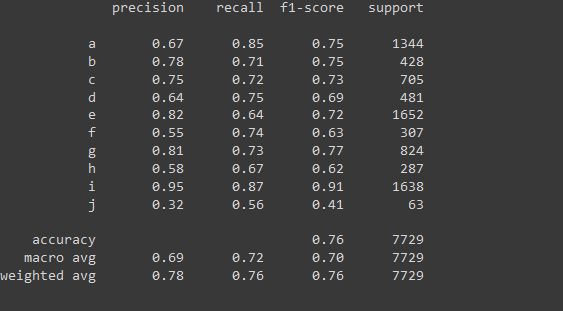 precision recall f1-score support
a 0.67 0.85 0.75 1344
b 0.78 0.71 0.75 428
c 0.75 0.72 0.73 705
d 0.64 0.75 0.69 481
e 0.82 0.64 0.72 1652
f 0.55 0.74 0.63 307
g 0.81 0.73 0.77 824
h 0.58 0.67 0.62 287
i 0.95 0.87 0.91 1638
j 0.32 0.56 0.41 63
accuracy 0.76 7729
macro avg 0.69 0.72 0.70 7729
weighted avg 0.78 0.76 0.76 7729